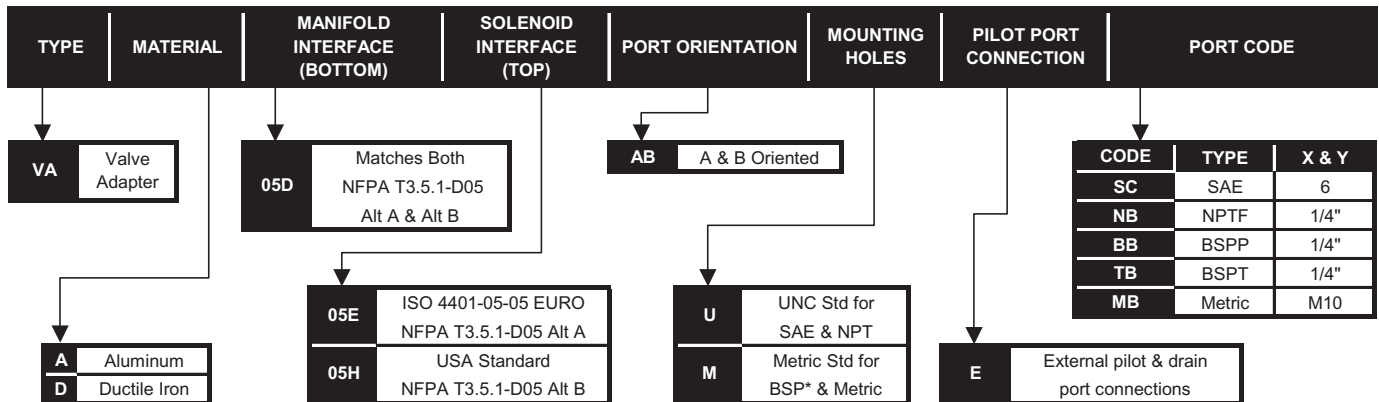 TYPE
MATERIAL
MANIFOLD
INTERFACE
(BOTTOM)
SOLENOID
INTERFACE
(TOP)
PORT ORIENTATION
MOUNTING
HOLES
PILOT PORT
CONNECTION
PORT CODE
VA
Valve
Adapter
05D
Matches Both
NFPA T3.5.1-D05
Alt A & Alt B
AB A & B Oriented
CODE TYPE X & Y
SC SAE 6
NB NPTF 1/4"
BB BSPP 1/4"
TB BSPT 1/4"
MB Metric M10
A Aluminum
D Ductile Iron
05E
ISO 4401-05-05 EURO
NFPA T3.5.1-D05 Alt A
05H
USA Standard
NFPA T3.5.1-D05 Alt B
U
UNC Std for
SAE & NPT
M
Metric Std for
BSP* & Metric
E
External pilot & drain
port connections